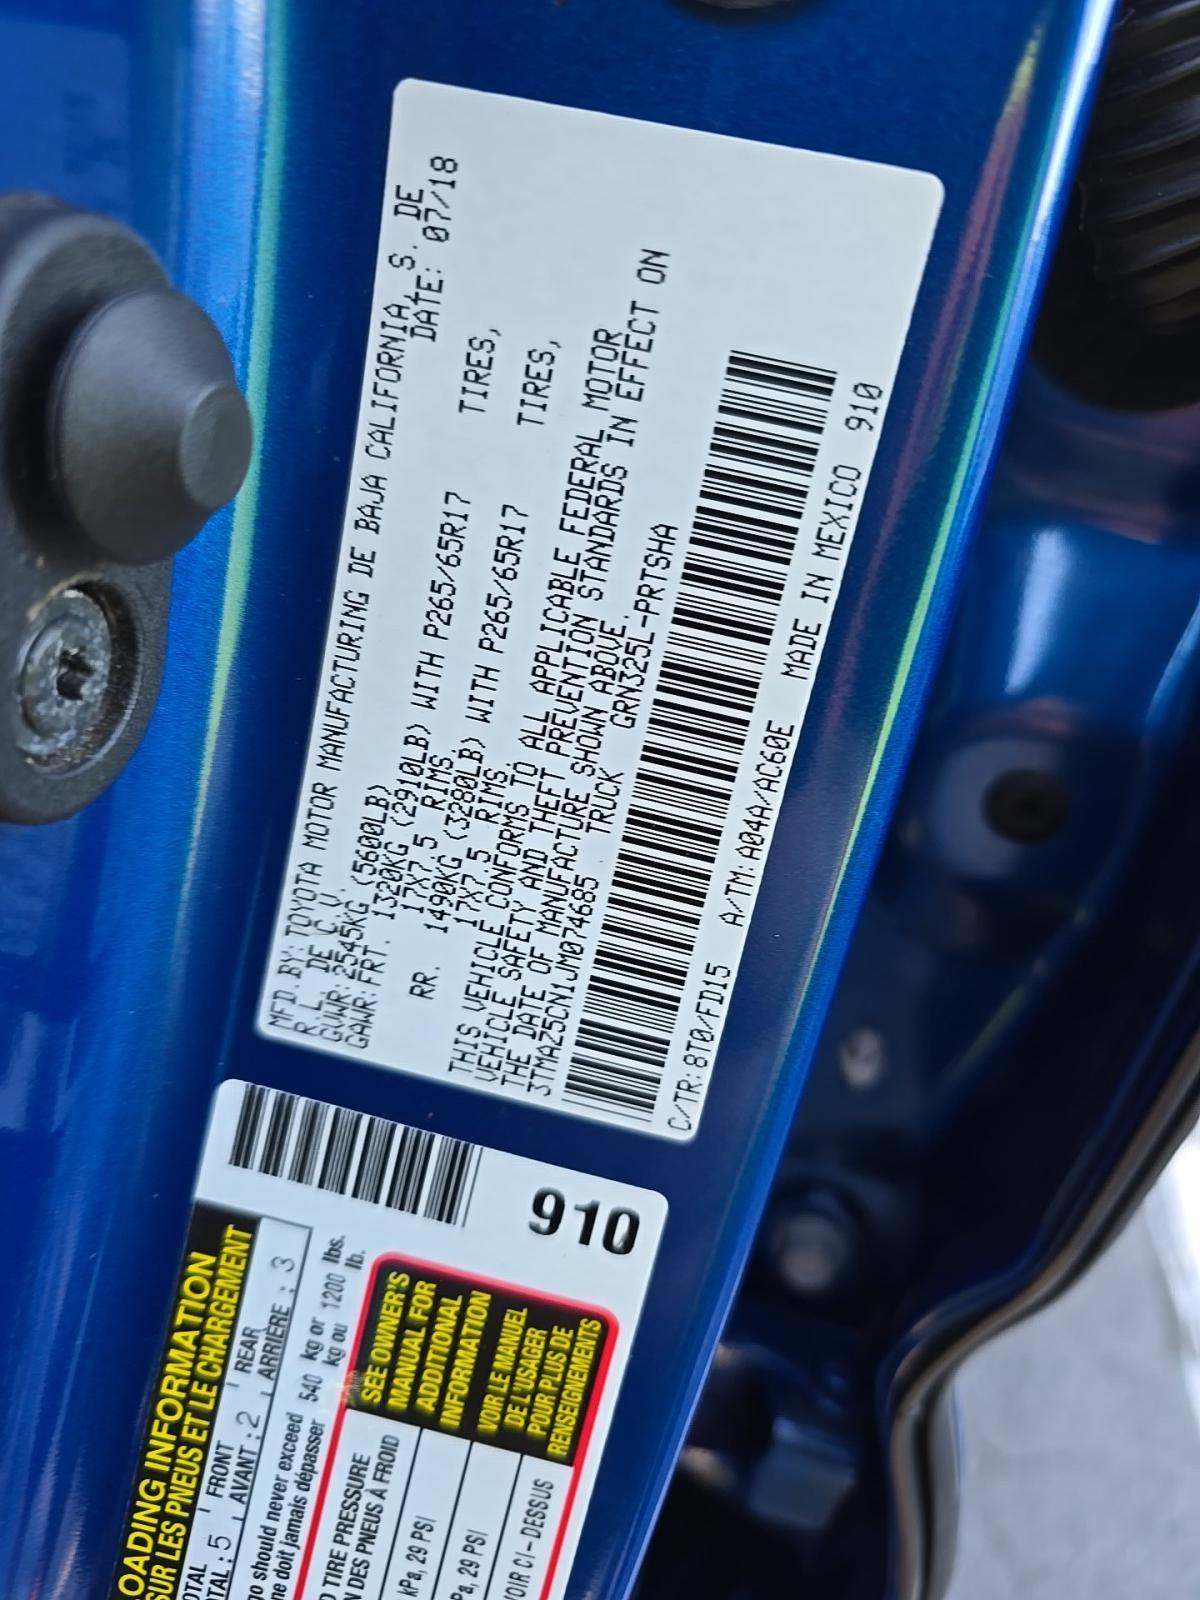 MFD. BY: TOYOTA MOTOR MANUFACTURING DE BAJA CALIFORNIA, S. DE
R. L. DE C. V. DATE: 07/18
GVWR: 2545KG (5600LB)
GAWR: FRT. 1320KG (2910LB) WITH P265/65R17 TIRES,
17X7.5 RIMS
RR. 1490KG (3280LB) WITH P265/65R17 TIRES,
17X7.5 RIMS.
THIS VEHICLE CONFORMS TO ALL APPLICABLE FEDERAL MOTOR
VEHICLE SAFETY AND THEFT PREVENTION STANDARDS IN EFFECT ON
THE DATE OF MANUFACTURE SHOWN ABOVE.
3TMAZ5CN1JM074685 TRUCK GRN325L-PRTSHA
C/TR: 8T0/FD15 A/TM: A04A/AC60E MADE IN MEXICO 910
910
LOADING INFORMATION
SUR LES PNEUS ET LE CHARGEMENT
FRONT 2 REAR 3
: 5 AVANT : ARRIÈRE :
should never exceed 540 kg or 1200 lbs.
ne doit jamais dépasser kg ou lb.
TIRE PRESSURE
DES PNEUS À FROID
kPa, 29 PSI
29 PSI
VOIR CI-DESSUS
SEE OWNER'S
MANUAL FOR
ADDITIONAL
INFORMATION
VOIR LE MANUEL
DE L'USAGER
POUR PLUS DE
RENSEIGNEMENTS